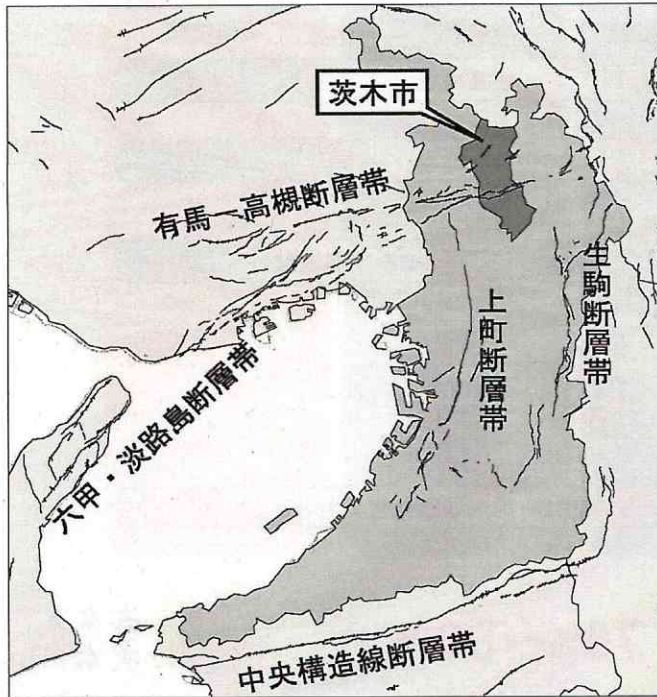 茨木市
有馬－高槻断層帯
生駒断層帯
上町断層帯
六甲・淡路島断層帯
中央構造線断層帯